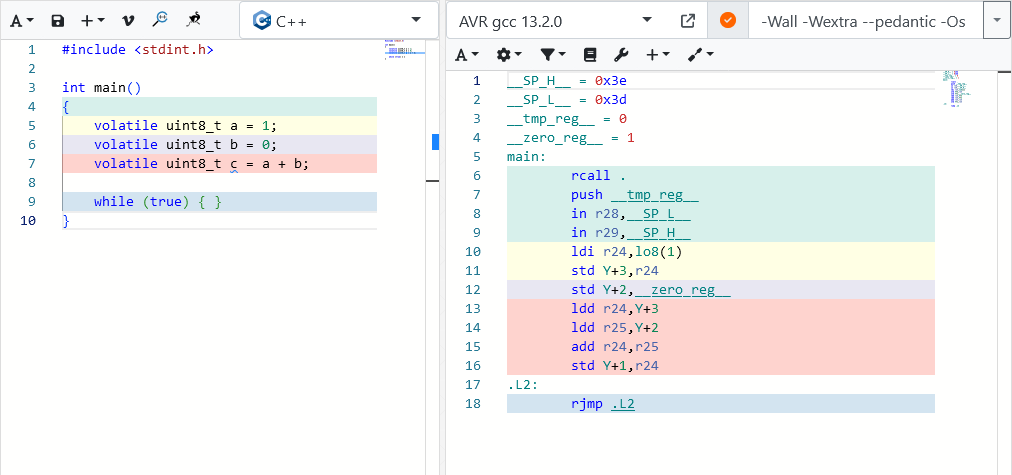 A
C++
1 #include <stdint.h>
2
3 int main()
4 {
5     volatile uint8_t a = 1;
6     volatile uint8_t b = 0;
7     volatile uint8_t c = a + b;
8
9     while (true) { }
10 }
AVR gcc 13.2.0
-Wall -Wextra --pedantic -Os
A
1 __SP_H__ = 0x3e
2 __SP_L__ = 0x3d
3 __tmp_reg__ = 0
4 __zero_reg__ = 1
5 main:
6         rcall .
7         push __tmp_reg__
8         in r28,__SP_L__
9         in r29,__SP_H__
10         ldi r24,lo8(1)
11         std Y+3,r24
12         std Y+2,__zero_reg__
13         ldd r24,Y+3
14         ldd r25,Y+2
15         add r24,r25
16         std Y+1,r24
17 .L2:
18         rjmp .L2